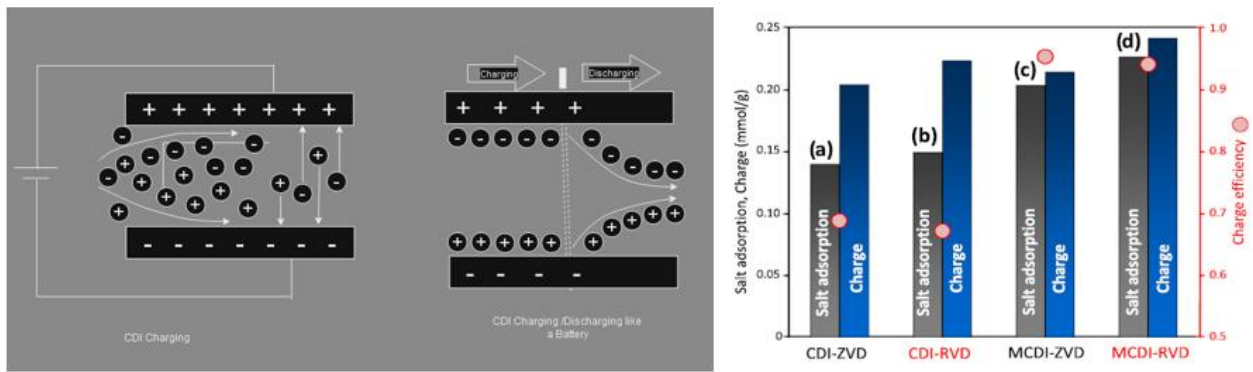 Charging
Discharging
+ + + + + + +
- - - - - - -
CDI Charging
+ + + +
- - - -
CDI Charging /Discharging like
a Battery
Salt adsorption, Charge (mmol/g)
0.25
0.20
0.15
0.10
0.05
0
(a)
(b)
(c)
(d)
Salt adsorption
Charge
Salt adsorption
Charge
Salt adsorption
Charge
Salt adsorption
Charge
CDI-ZVD
CDI-RVD
MCDI-ZVD
MCDI-RVD
1.0
0.9
0.8
0.7
0.6
0.5
Charge efficiency